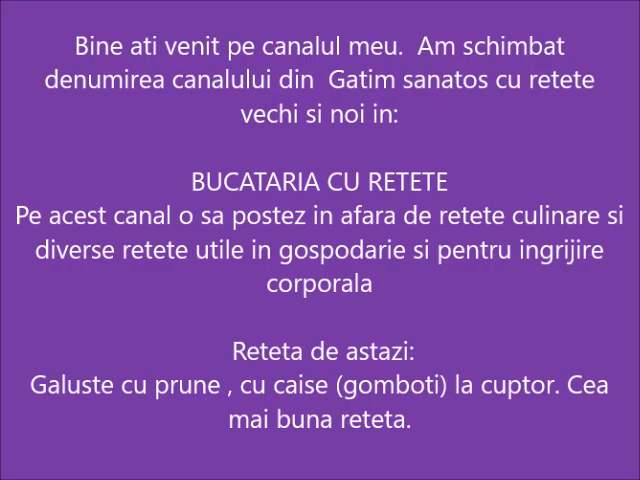 Bine ati venit pe canalul meu.  Am schimbat
denumirea canalului din  Gatim sanatos cu retete
vechi si noi in:
BUCATARIA CU RETETE
Pe acest canal o sa postez in afara de retete culinare si
diverse retete utile in gospodarie si pentru ingrijire
corporala
Reteta de astazi:
Galuste cu prune , cu caise (gomboti) la cuptor. Cea
mai buna reteta.